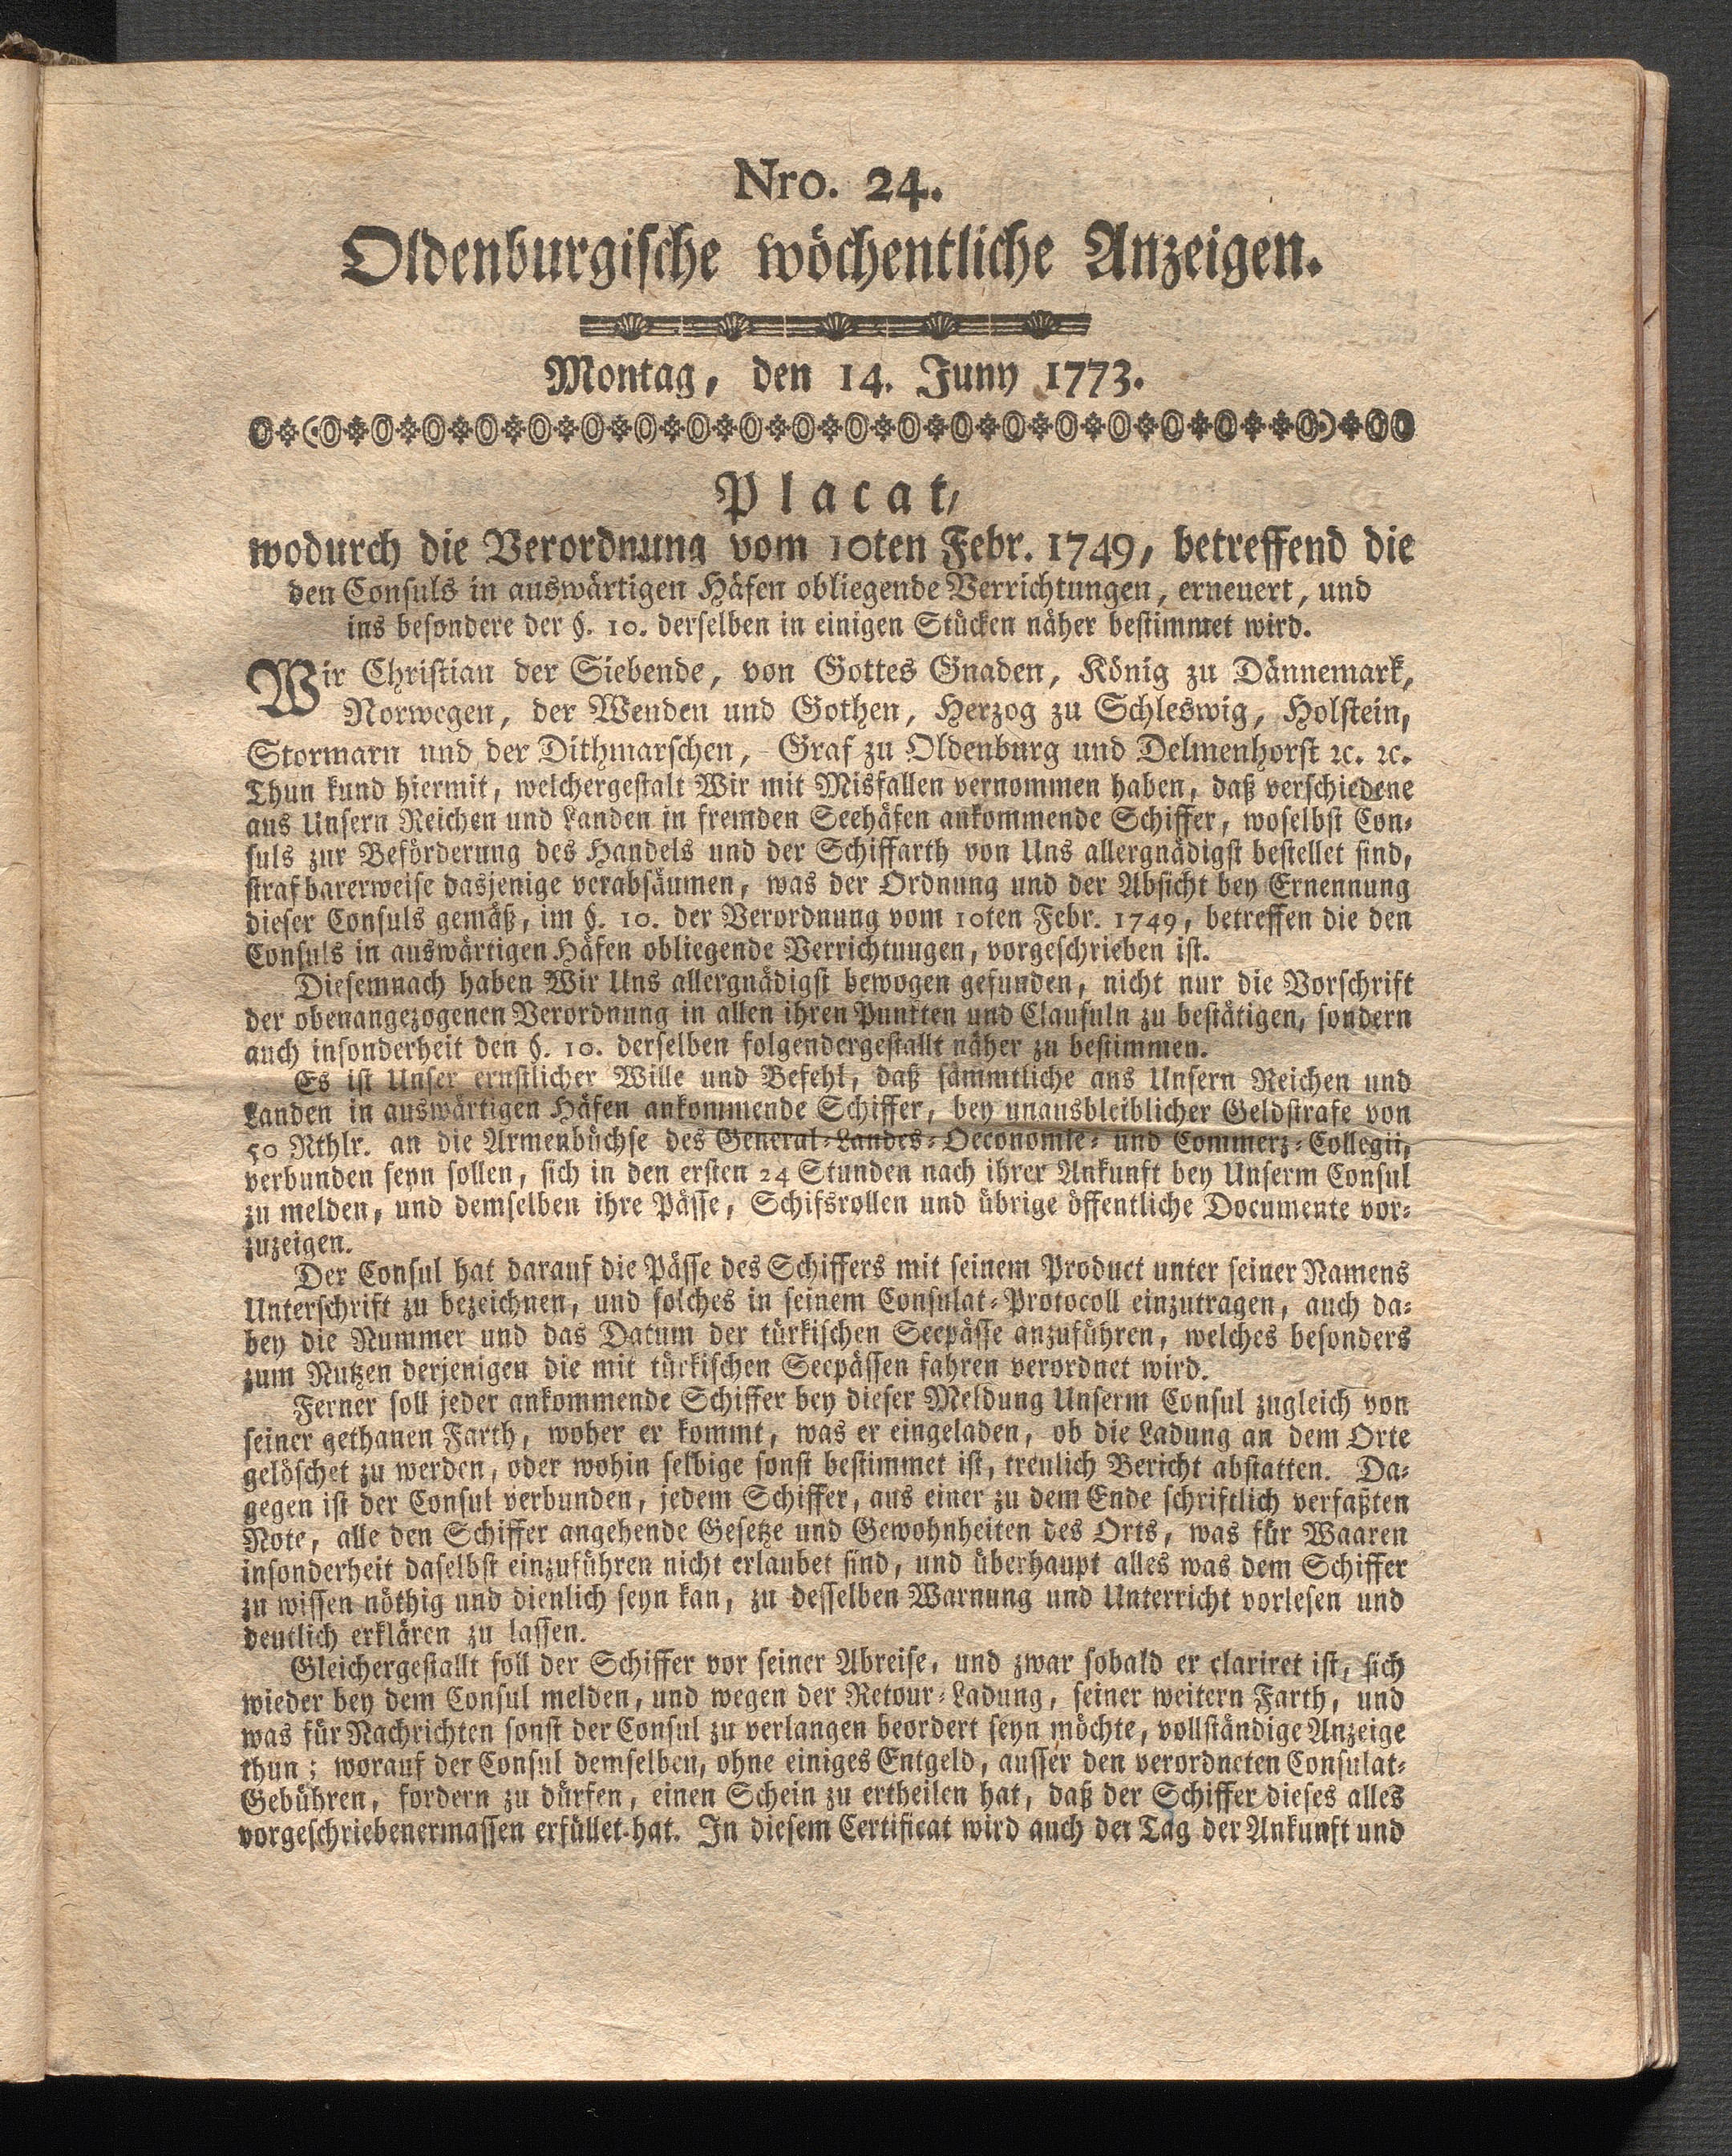 Nro. 24.
Oldenburgische wöchentliche Anzeigen.
Montag, den 14. Juny 1773.
Placat,
wodurch die Verordnung vom 10ten Febr. 1749, betreffend die
den Consuls in auswärtigen Häfen obliegende Verrichtungen, erneuert, und
ins besondere der §. 10. derselben in einigen Stücken näher bestimmet wird.
Wir Christian der Siebende, von Gottes Gnaden, König zu Dännemark,
Norwegen, der Wenden und Gothen, Herzog zu Schleswig, Holstein,
Stormarn und der Dithmarschen, Graf zu Oldenburg und Delmenhorst ꝛc. ꝛc.
Thun kund hiermit, welchergestalt Wir mit Misfallen vernommen haben, daß verschiedene
aus Unsern Reichen und Landen in fremden Seehäfen ankommende Schiffer, woselbst Con-
suls zur Beförderung des Handels und der Schiffarth von Uns allergnädigst bestellet sind,
strafbarerweise dasjenige verabsäumen, was der Ordnung und der Absicht bey Ernennung
dieser Consuls gemäß, im §. 10. der Verordnung vom 10ten Febr. 1749, betreffen die den
Consuls in auswärtigen Häfen obliegende Verrichtungen, vorgeschrieben ist.
Diesemnach haben Wir Uns allergnädigst bewogen gefunden, nicht nur die Vorschrift
der obenangezogenen Verordnung in allen ihren Puncten und Clausuln zu bestätigen, sondern
auch insonderheit den §. 10. derselben folgendergestallt näher zu bestimmen.
Es ist Unser ernstlicher Wille und Befehl, daß sämmtliche aus Unsern Reichen und
Landen in auswärtigen Häfen ankommende Schiffer, bey unausbleiblicher Geldstrafe von
50 Rthlr. an die Armenbüchse des General-Landes-Oeconomie- und Commerz-Collegii,
verbunden seyn sollen, sich in den ersten 24 Stunden nach ihrer Ankunft bey Unserm Consul
zu melden, und demselben ihre Pässe, Schifsrollen und übrige öffentliche Documente vor-
zuzeigen.
Der Consul hat darauf die Pässe des Schiffers mit seinem Product unter seiner Namens
Unterschrift zu bezeichnen, und solches in seinem Consulat-Protocoll einzutragen, auch da-
bey die Nummer und das Datum der türkischen Seepässe anzuführen, welches besonders
zum Nutzen derjenigen die mit türkischen Seepässen fahren verordnet wird.
Ferner soll jeder ankommende Schiffer bey dieser Meldung Unserm Consul zugleich von
seiner gethanen Farth, woher er kommt, was er eingeladen, ob die Ladung an dem Orte
gelöschet zu werden, oder wohin selbige sonst bestimmet ist, treulich Bericht abstatten. Da-
gegen ist der Consul verbunden, jedem Schiffer, aus einer zu dem Ende schriftlich verfaßten
Note, alle den Schiffer angehende Gesetze und Gewohnheiten des Orts, was für Waaren
insonderheit daselbst einzuführen nicht erlaubet sind, und überhaupt alles was dem Schiffer
zu wissen nöthig und dienlich seyn kan, zu desselben Warnung und Unterricht vorlesen und
deutlich erklären zu lassen.
Gleichergestallt soll der Schiffer vor seiner Abreise, und zwar sobald er clariret ist, sich
wieder bey dem Consul melden, und wegen der Retour-Ladung, seiner weitern Farth, und
was für Nachrichten sonst der Consul zu verlangen beordert seyn möchte, vollständige Anzeige
thun; worauf der Consul demselben, ohne einiges Entgeld, ausser den verordneten Consulat-
Gebühren, fordern zu dürfen, einen Schein zu ertheilen hat, daß der Schiffer dieses alles
vorgeschriebenermassen erfüllet hat. In diesem Certificat wird auch der Tag der Ankunft und